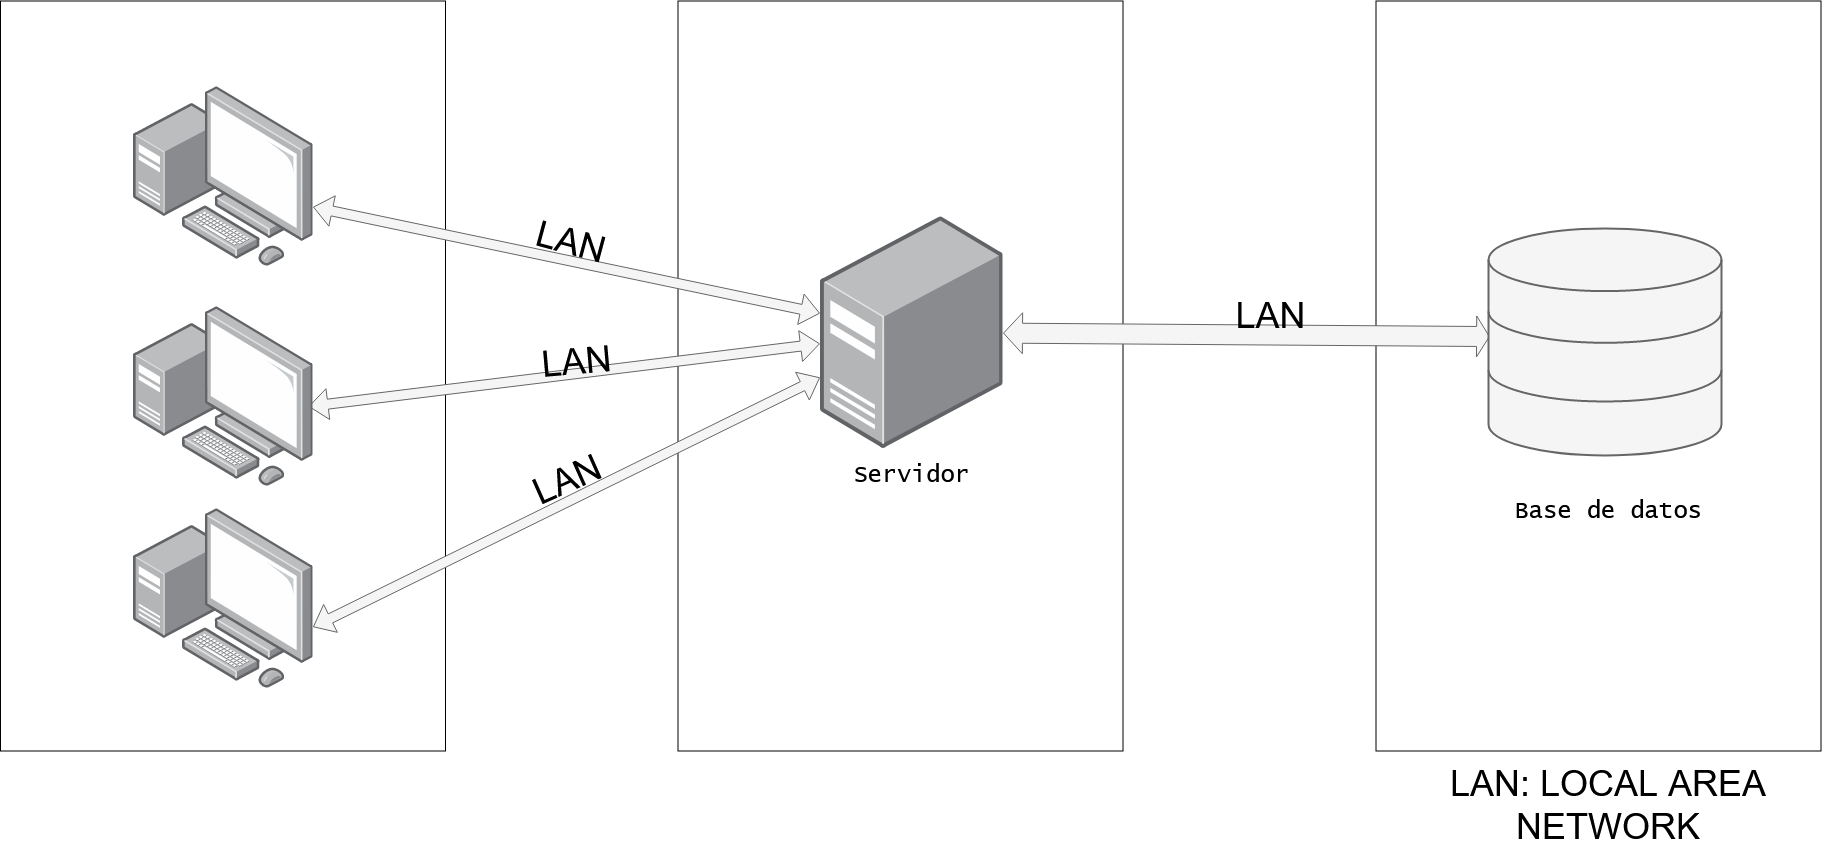 LAN
LAN
LAN
Servidor
LAN
Base de datos
LAN: LOCAL AREA
NETWORK